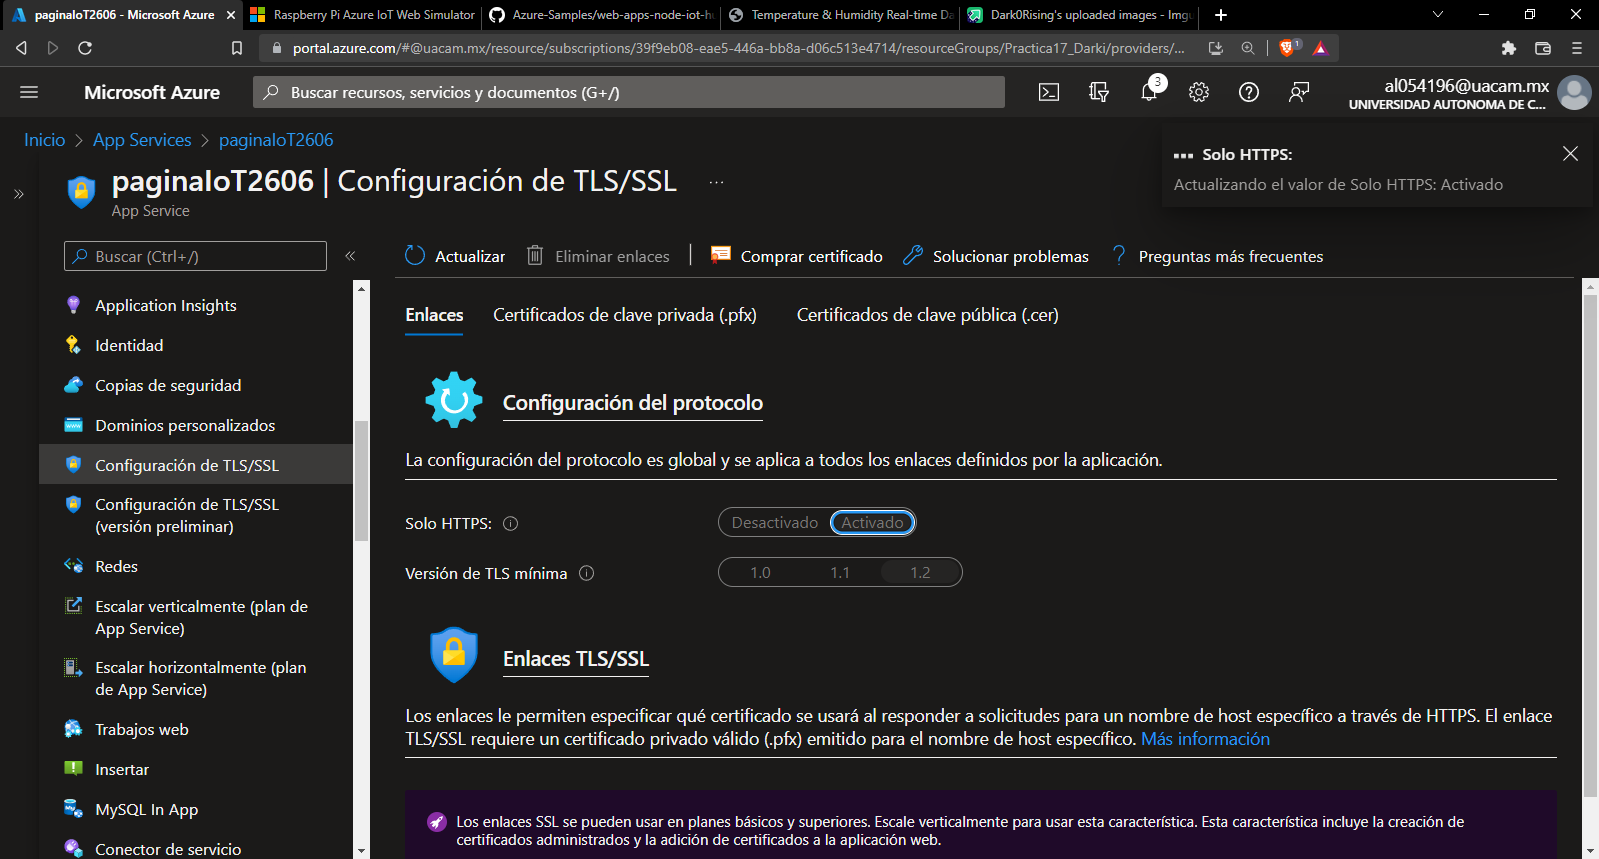 paginaIoT2606 - Microsoft Azure
Raspberry Pi Azure IoT Web Simulator
Azure-Samples/web-apps-node-iot-hu
Temperature & Humidity Real-time Da
Dark0Rising's uploaded images - Imgu
portal.azure.com/#@uacam.mx/resource/subscriptions/39f9eb08-eae5-446a-bb8a-d06c513e4714/resourceGroups/Practica17_Darki/providers/...
1
Microsoft Azure
Buscar recursos, servicios y documentos (G+/)
3
al054196@uacam.mx
UNIVERSIDAD AUTONOMA DE C...
Inicio > App Services > paginaIoT2606
Solo HTTPS:
Actualizando el valor de Solo HTTPS: Activado
paginaIoT2606 | Configuración de TLS/SSL ...
App Service
Buscar (Ctrl+/)
Actualizar
Eliminar enlaces
Comprar certificado
Solucionar problemas
Preguntas más frecuentes
Application Insights
Identidad
Copias de seguridad
Dominios personalizados
Configuración de TLS/SSL
Configuración de TLS/SSL
(versión preliminar)
Redes
Escalar verticalmente (plan de
App Service)
Escalar horizontalmente (plan
de App Service)
Trabajos web
Insertar
MySQL In App
Conector de servicio
Enlaces
Certificados de clave privada (.pfx)
Certificados de clave pública (.cer)
Configuración del protocolo
La configuración del protocolo es global y se aplica a todos los enlaces definidos por la aplicación.
Solo HTTPS:
Desactivado
Activado
Versión de TLS mínima
1.0
1.1
1.2
Enlaces TLS/SSL
Los enlaces le permiten especificar qué certificado se usará al responder a solicitudes para un nombre de host específico a través de HTTPS. El enlace
TLS/SSL requiere un certificado privado válido (.pfx) emitido para el nombre de host específico. Más información
Los enlaces SSL se pueden usar en planes básicos y superiores. Escale verticalmente para usar esta característica. Esta característica incluye la creación de
certificados administrados y la adición de certificados a la aplicación web.